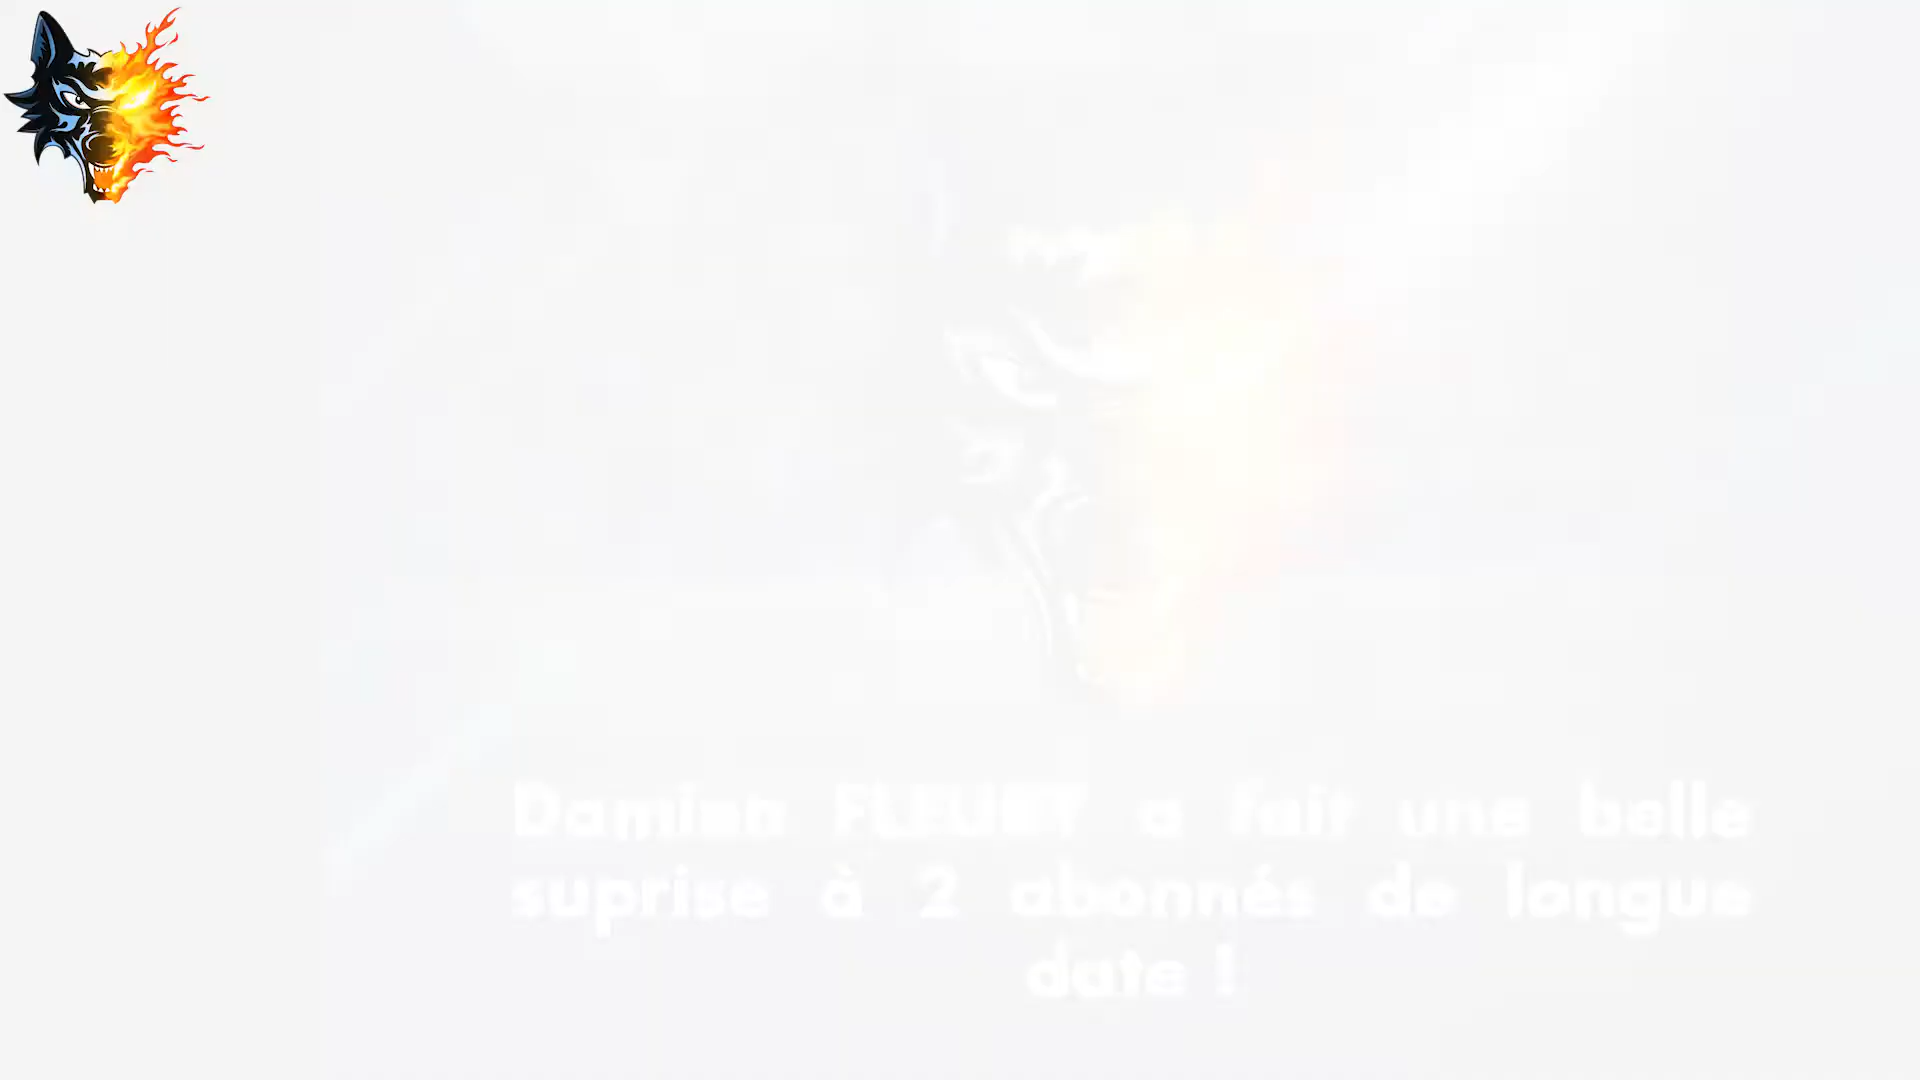 Damien FLEURY a fait une belle
suprise à 2 abonnés de longue
date !